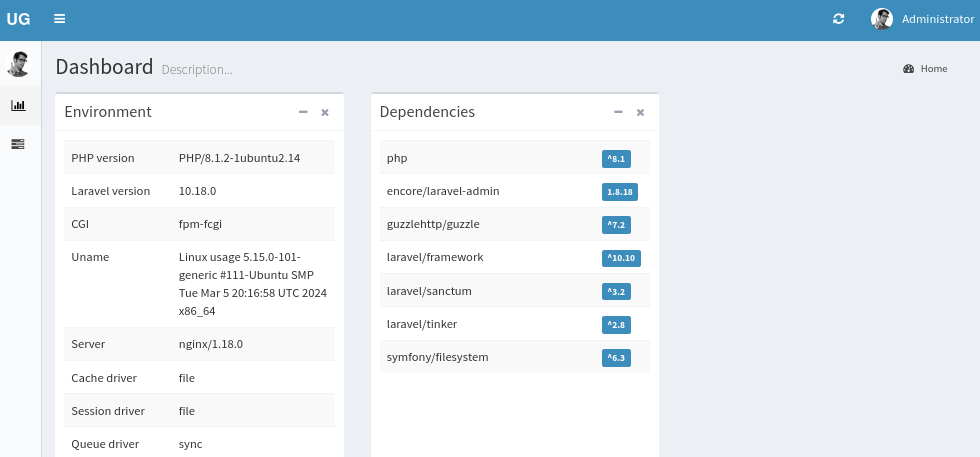 UG
Administrator
Dashboard Description...
Home
Environment
PHP version PHP/8.1.2-1ubuntu2.14
Laravel version 10.18.0
CGI fpm-fcgi
Uname Linux usage 5.15.0-101-
generic #111-Ubuntu SMP
Tue Mar 5 20:16:58 UTC 2024
x86_64
Server nginx/1.18.0
Cache driver file
Session driver file
Queue driver sync
Dependencies
php ^8.1
encore/laravel-admin 1.8.18
guzzlehttp/guzzle ^7.2
laravel/framework ^10.10
laravel/sanctum ^3.2
laravel/tinker ^2.8
symfony/filesystem ^6.3